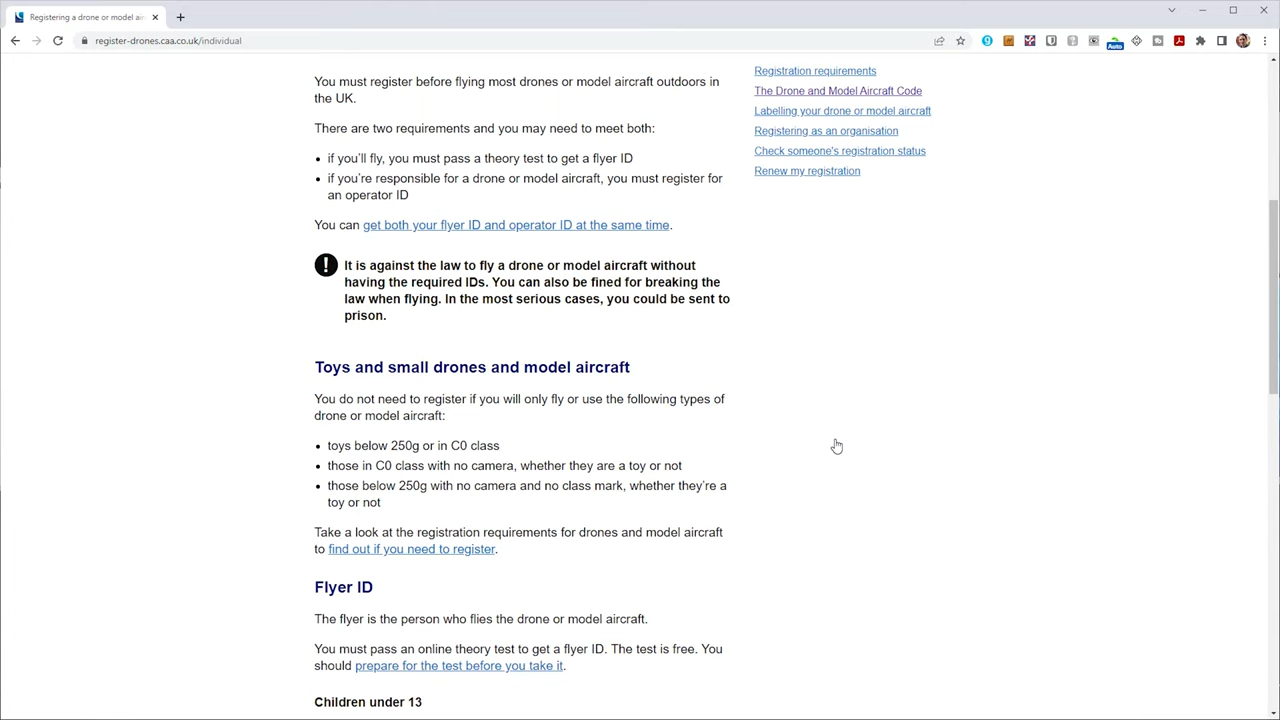 Registering a drone or model air
register-drones.caa.co.uk/individual
Auto
You must register before flying most drones or model aircraft outdoors in
the UK.
There are two requirements and you may need to meet both:
if you'll fly, you must pass a theory test to get a flyer ID
if you're responsible for a drone or model aircraft, you must register for
an operator ID
You can get both your flyer ID and operator ID at the same time.
It is against the law to fly a drone or model aircraft without
having the required IDs. You can also be fined for breaking the
law when flying. In the most serious cases, you could be sent to
prison.
Toys and small drones and model aircraft
You do not need to register if you will only fly or use the following types of
drone or model aircraft:
toys below 250g or in C0 class
those in C0 class with no camera, whether they are a toy or not
those below 250g with no camera and no class mark, whether they're a
toy or not
Take a look at the registration requirements for drones and model aircraft
to find out if you need to register.
Flyer ID
The flyer is the person who flies the drone or model aircraft.
You must pass an online theory test to get a flyer ID. The test is free. You
should prepare for the test before you take it.
Children under 13
Registration requirements
The Drone and Model Aircraft Code
Labelling your drone or model aircraft
Registering as an organisation
Check someone's registration status
Renew my registration